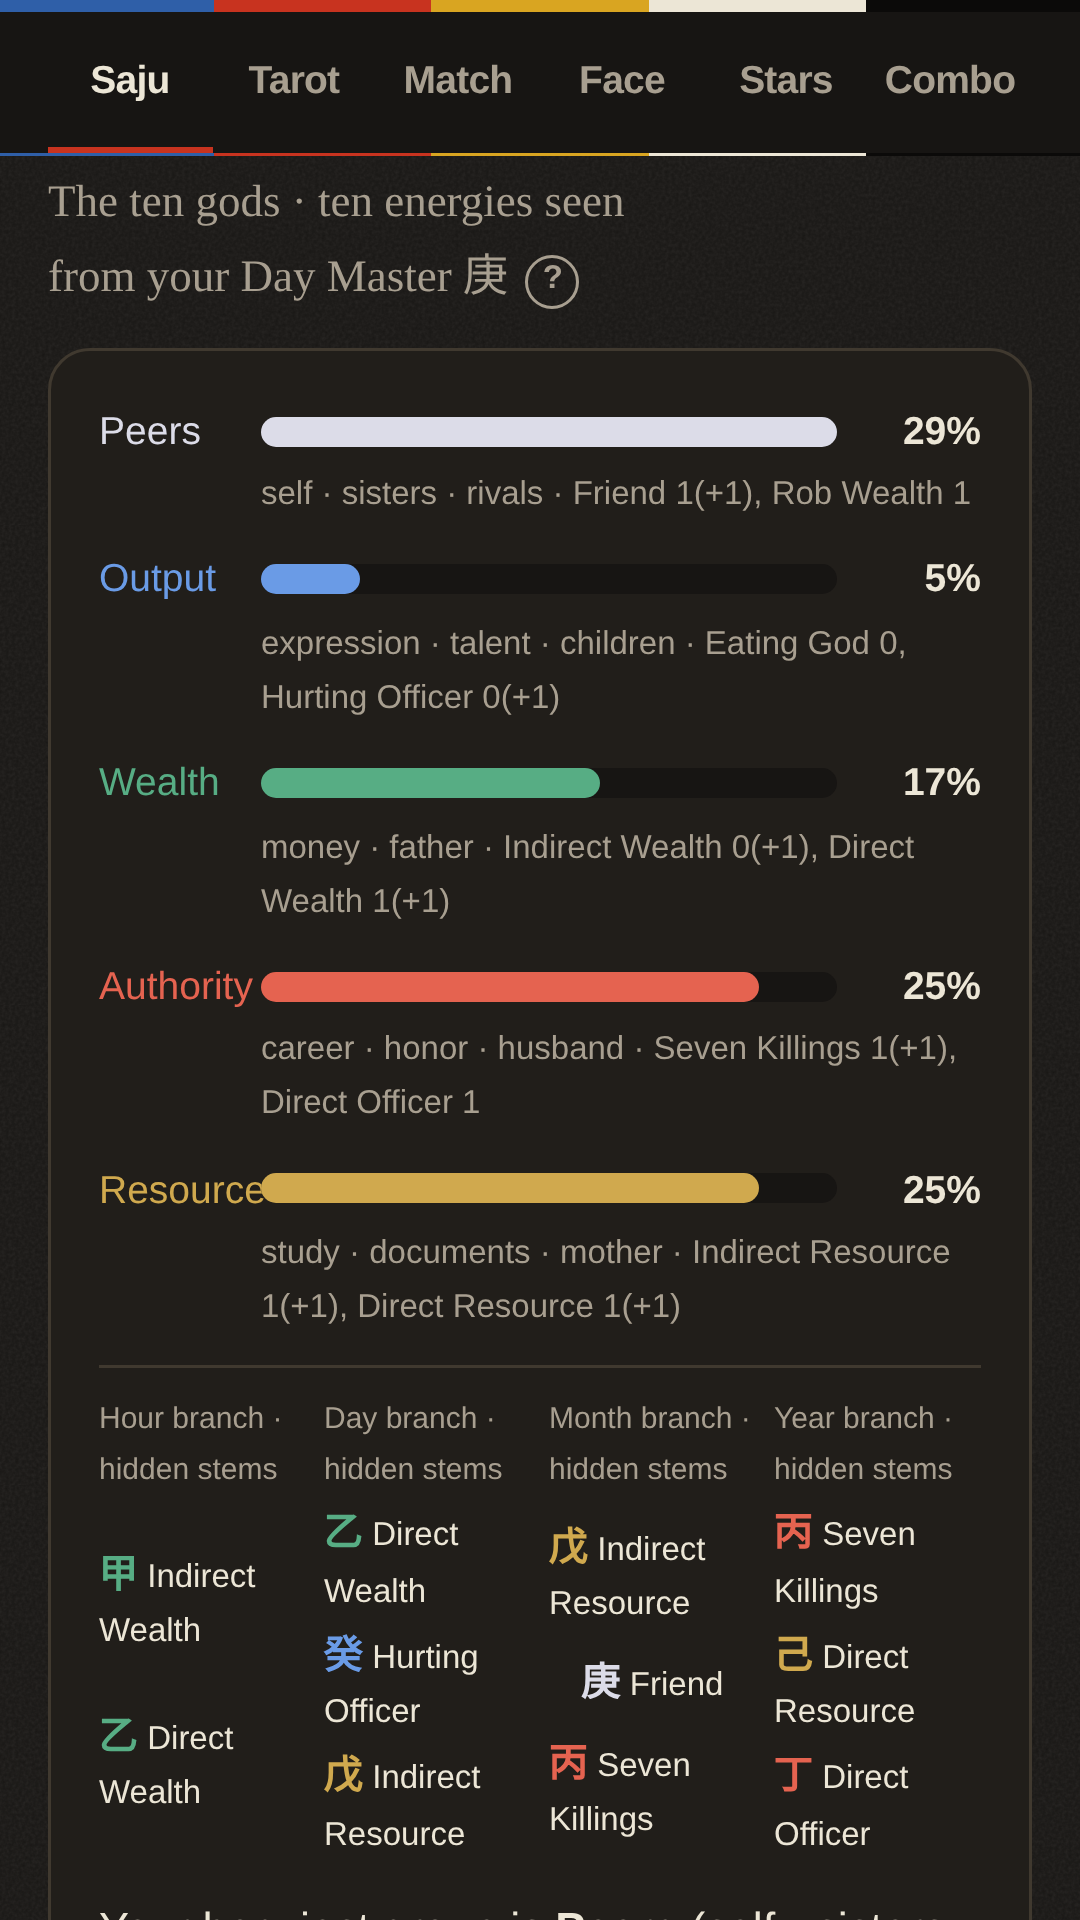 Saju Tarot Match Face Stars Combo
The ten gods · ten energies seen
from your Day Master 庚 ?
Peers 29%
self · sisters · rivals · Friend 1(+1), Rob Wealth 1
Output 5%
expression · talent · children · Eating God 0,
Hurting Officer 0(+1)
Wealth 17%
money · father · Indirect Wealth 0(+1), Direct
Wealth 1(+1)
Authority 25%
career · honor · husband · Seven Killings 1(+1),
Direct Officer 1
Resource 25%
study · documents · mother · Indirect Resource
1(+1), Direct Resource 1(+1)
Hour branch ·
hidden stems
甲 Indirect
Wealth
乙 Direct
Wealth
Day branch ·
hidden stems
乙 Direct
Wealth
癸 Hurting
Officer
戊 Indirect
Resource
Month branch ·
hidden stems
戊 Indirect
Resource
庚 Friend
丙 Seven
Killings
Year branch ·
hidden stems
丙 Seven
Killings
己 Direct
Resource
丁 Direct
Officer